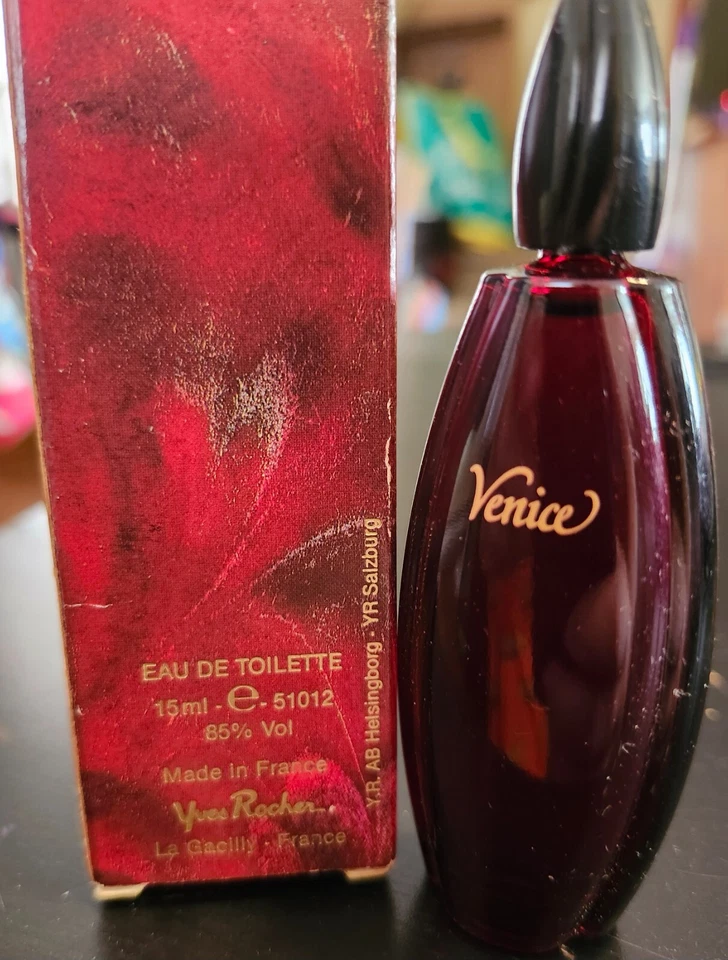 EAU DE TOILETTE
15ml - e - 51012
85% Vol
Made in France
Yves Rocher
La Gacilly - France
Y.R. AB Helsingborg - YR Salzburg
Venice